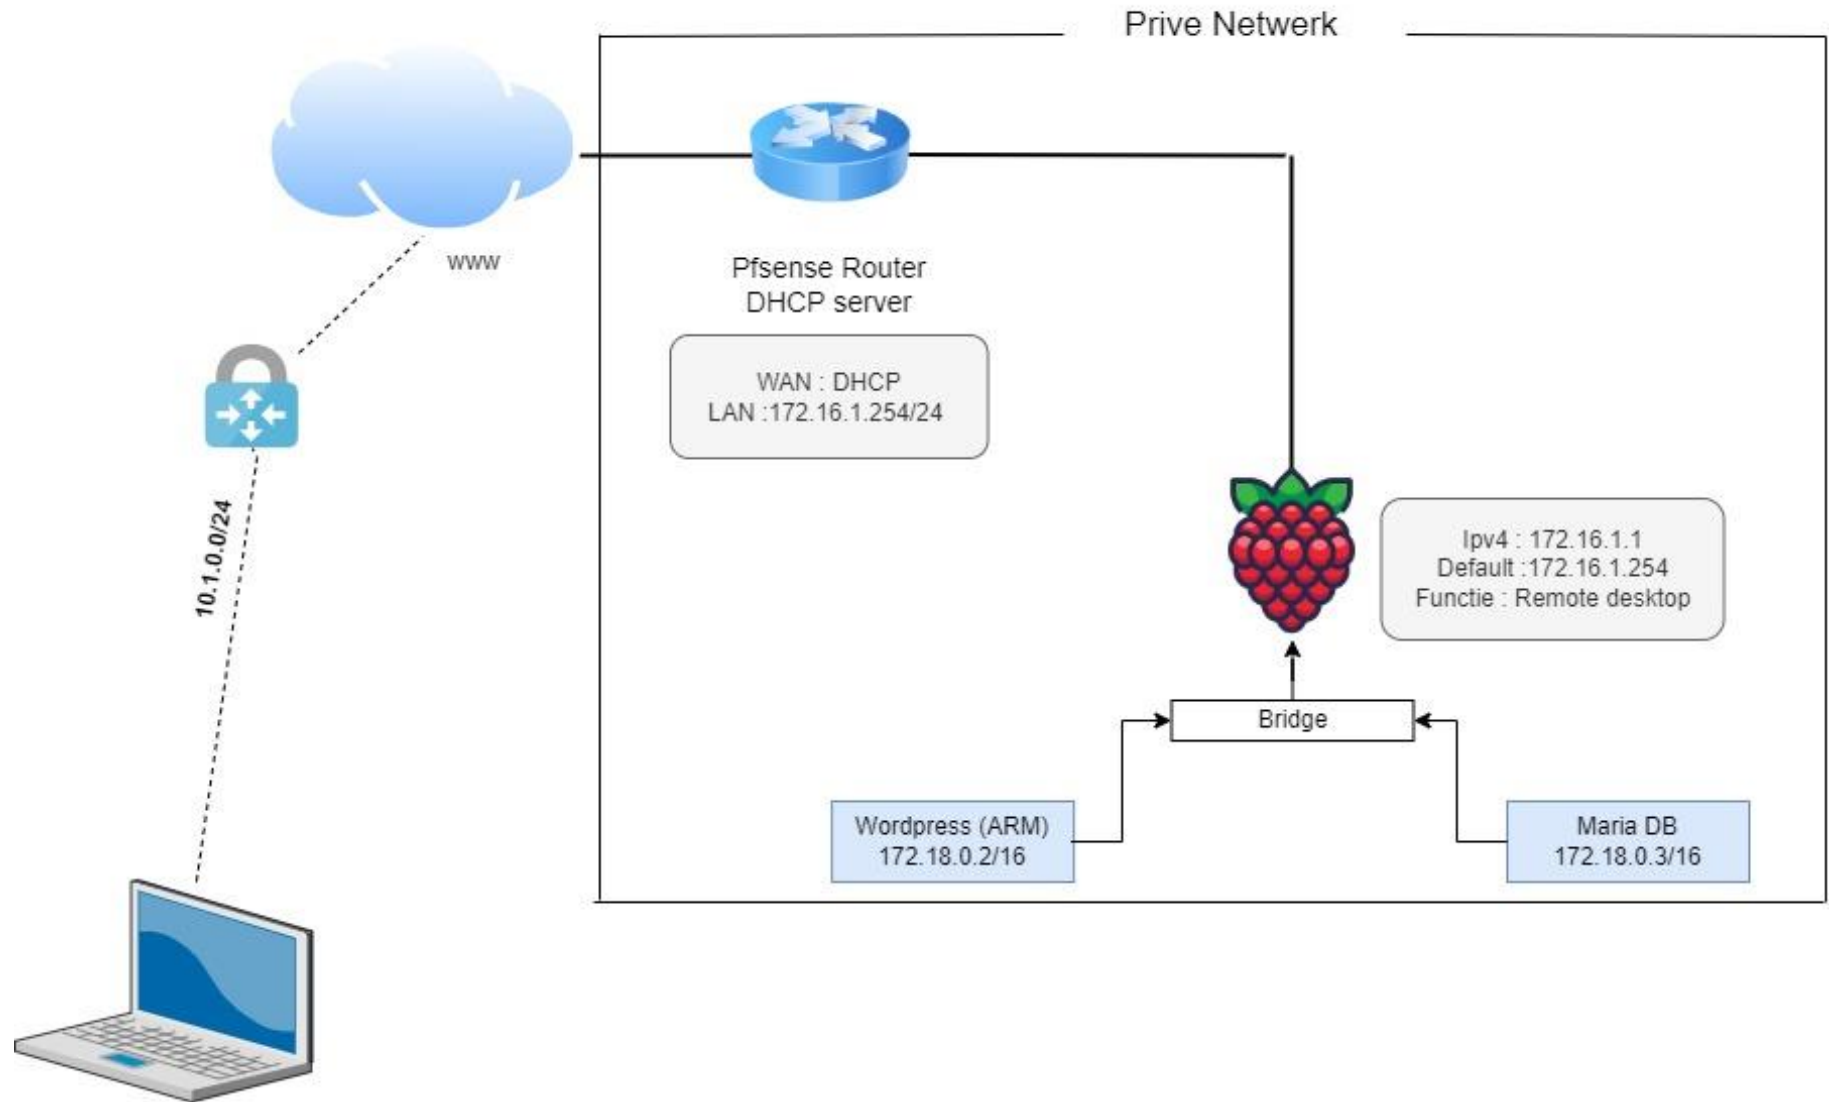 Prive Netwerk
www
Pfsense Router
DHCP server
WAN : DHCP
LAN :172.16.1.254/24
10.1.0.0/24
Ipv4 : 172.16.1.1
Default :172.16.1.254
Functie : Remote desktop
Bridge
Wordpress (ARM)
172.18.0.2/16
Maria DB
172.18.0.3/16